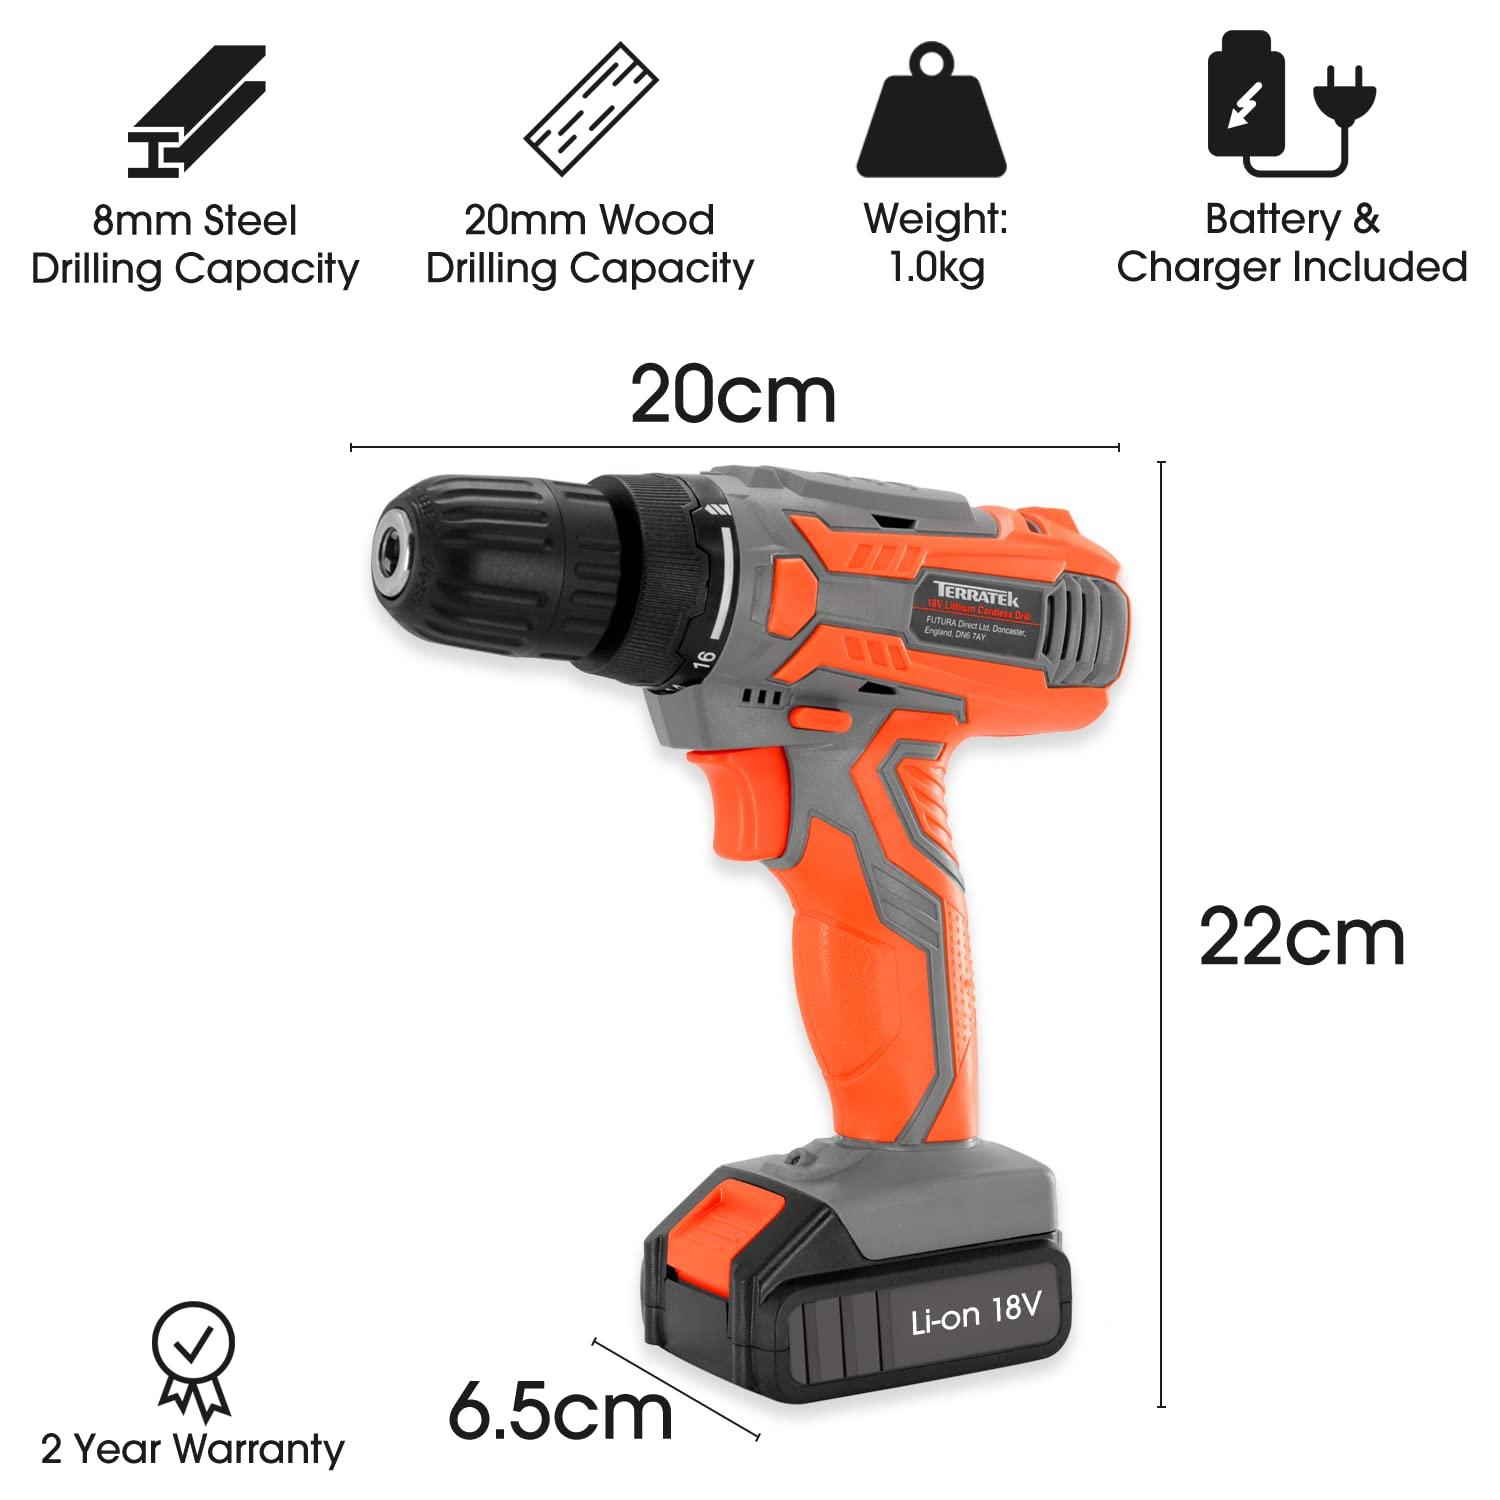 8mm Steel
Drilling Capacity
20mm Wood
Drilling Capacity
Weight:
1.0kg
Battery &
Charger Included
20cm
TERRATEK
18V Lithium Cordless Drill
FUTURA Direct Ltd. Doncaster,
England, DN6 7AY
16
22cm
Li-on 18V
6.5cm
2 Year Warranty